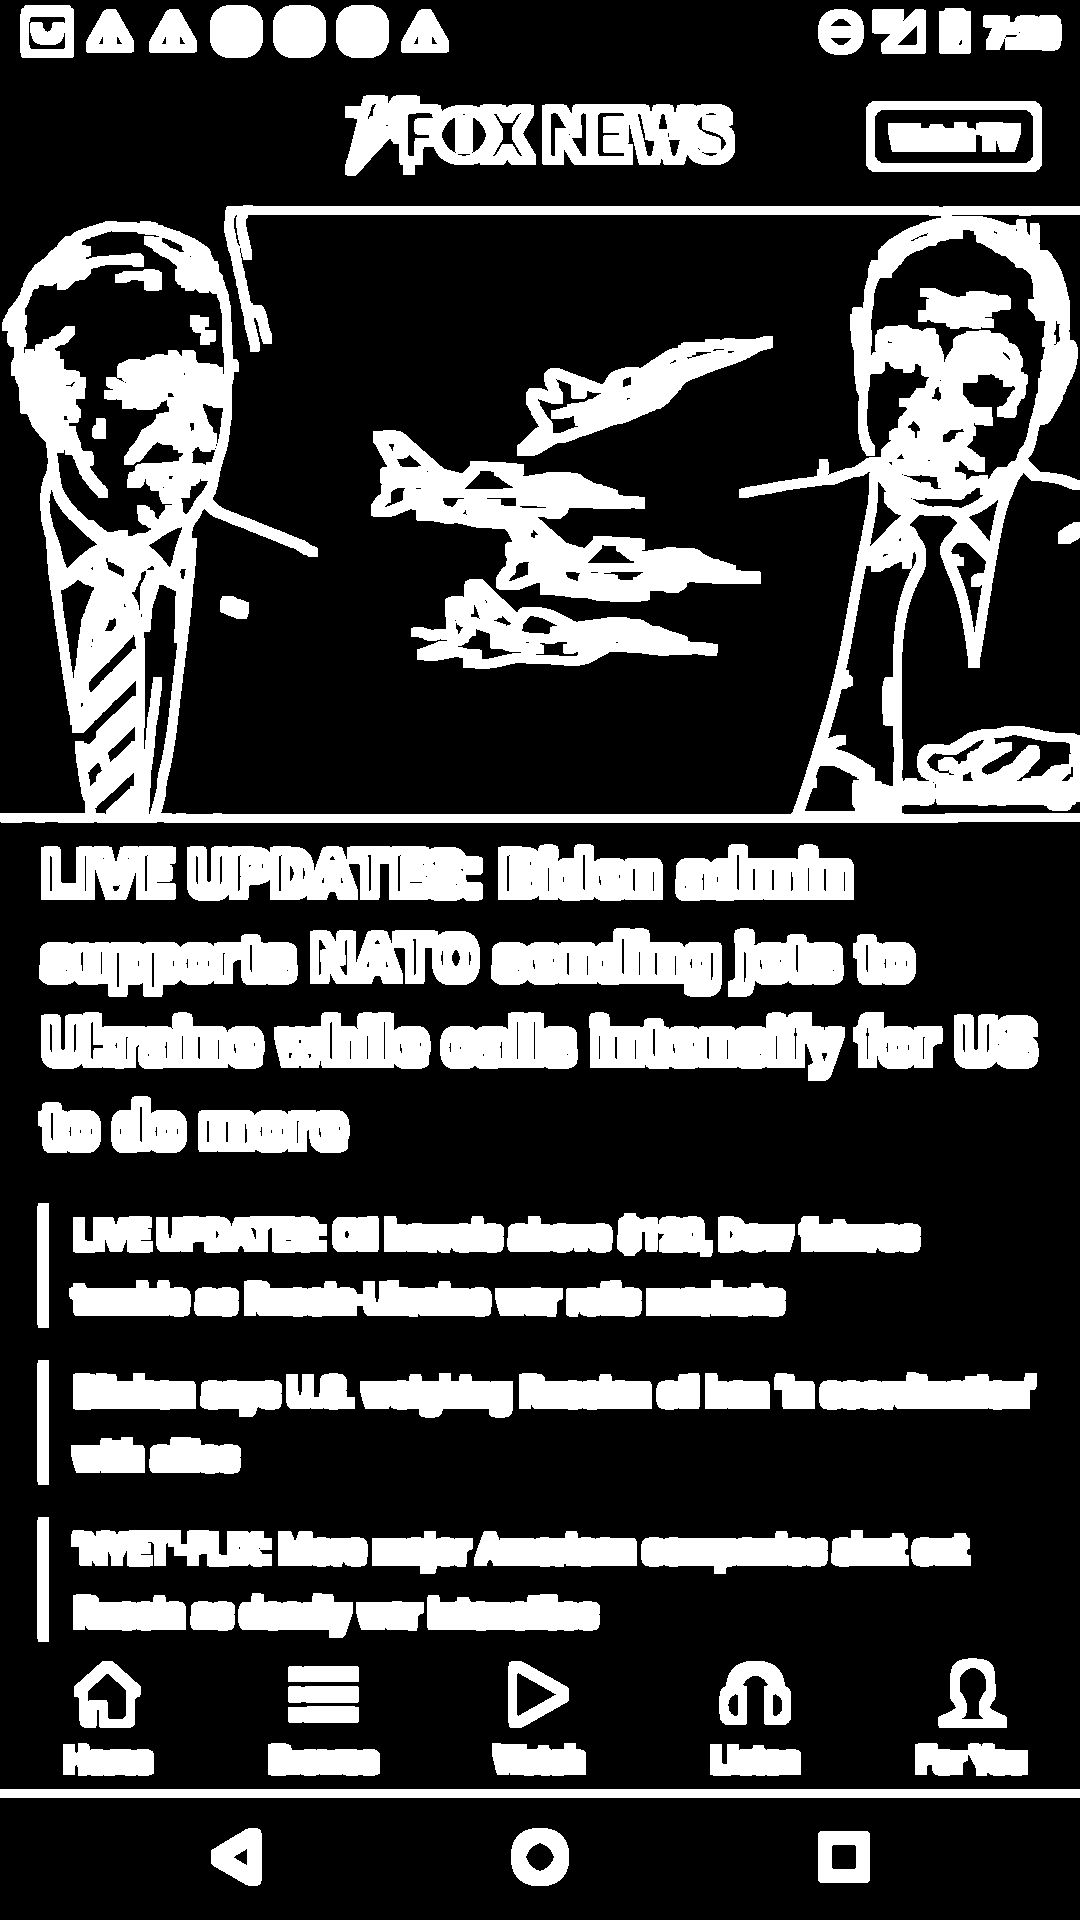 FOX NEWS
Watch TV
LIVE UPDATES: Biden admin
supports NATO sending jets to
Ukraine while calls intensify for US
to do more
LIVE UPDATES: Oil barrels above $120, Dow futures
tumble as Russia-Ukraine war roils markets
Blinken says U.S. weighing Russian oil ban 'in coordination'
with allies
'NYET'-FLIX: More major American companies shut out
Russia as deadly war intensifies
Home
Browse
Watch
Listen
For You